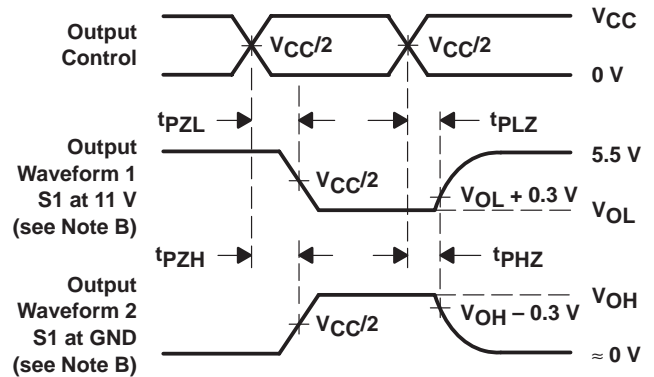 Output
Control
VCC/2
VCC/2
VCC
0 V
tPZL
tPLZ
Output
Waveform 1
S1 at 11 V
(see Note B)
VCC/2
VOL + 0.3 V
5.5 V
VOL
tPZH
tPHZ
Output
Waveform 2
S1 at GND
(see Note B)
VCC/2
VOH − 0.3 V
VOH
≈ 0 V